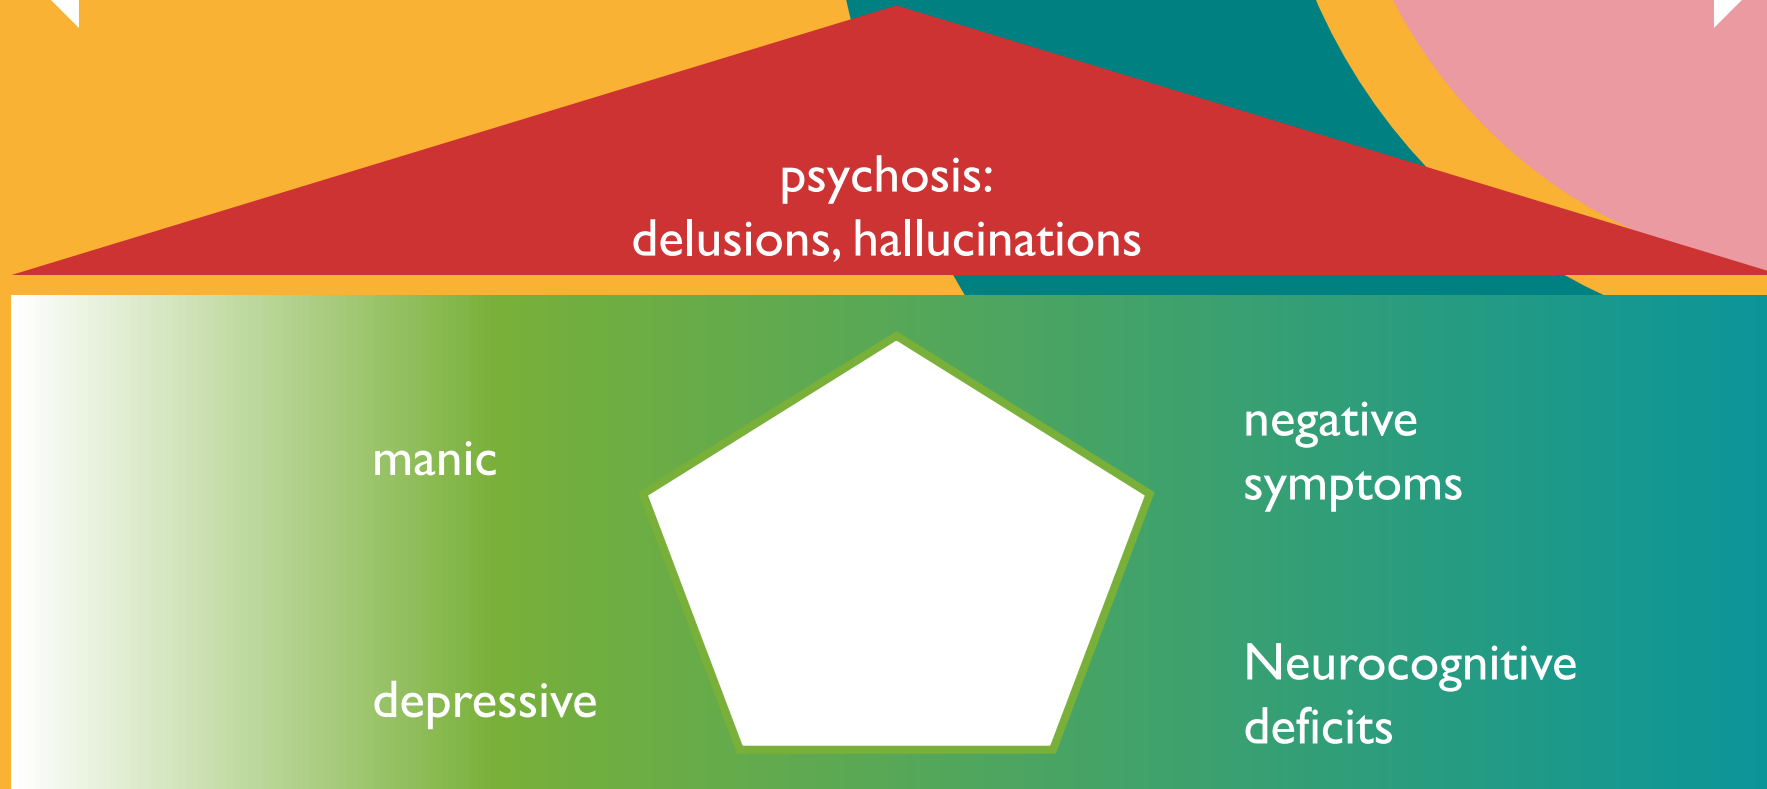 psychosis:
delusions, hallucinations
manic
depressive
negative
symptoms
Neurocognitive
deficits